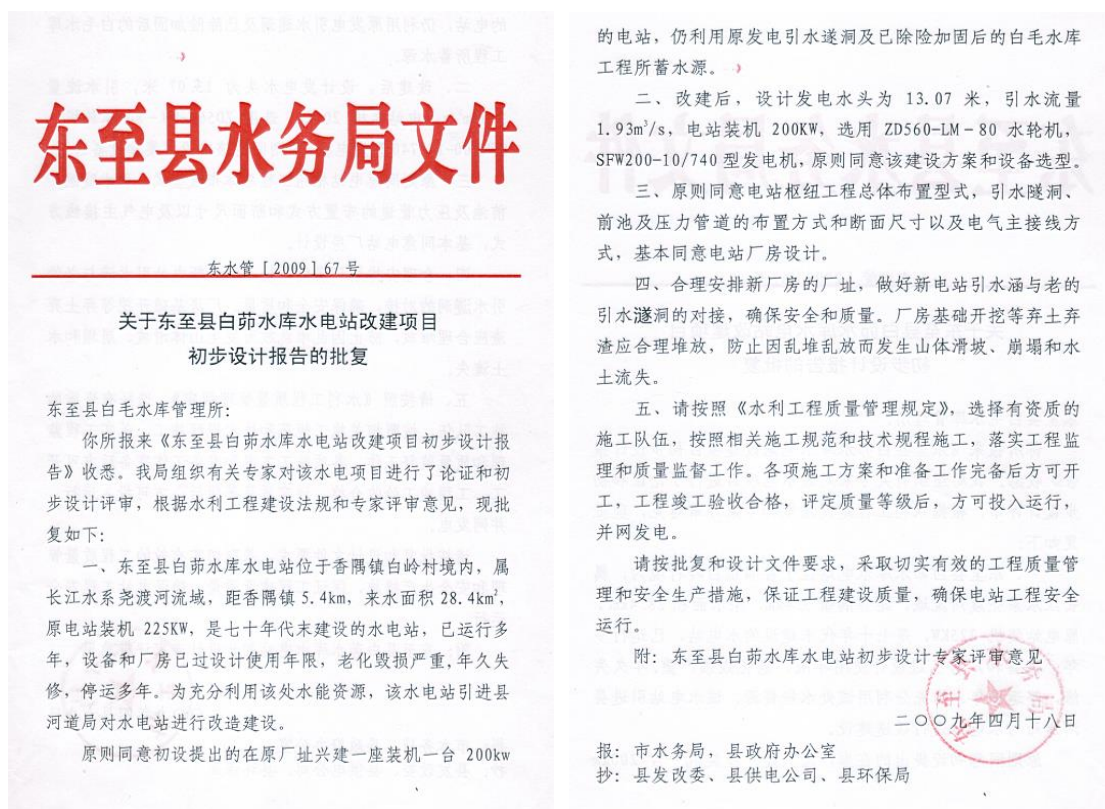 东至县水务局文件
东水管［2009］67号
关于东至县白茆水库水电站改建项目
初步设计报告的批复
东至县白毛水库管理所：
你所报来《东至县白茆水库水电站改建项目初步设计报
告》收悉。我局组织有关专家对该水电项目进行了论证和初
步设计评审，根据水利工程建设法规和专家评审意见，现批
复如下：
一、东至县白茆水库水电站位于香隅镇白岭村境内，属
长江水系尧渡河流域，距香隅镇5.4km，来水面积28.4km²，
原电站装机225KW，是七十年代末建设的水电站，已运行多
年，设备和厂房已过设计使用年限，老化毁损严重，年久失
修，停运多年。为充分利用该处水能资源，该水电站引进县
河道局对水电站进行改造建设。
原则同意初设提出的在原厂址兴建一座装机一台200kw
的电站，仍利用原发电引水遂洞及已除险加固后的白毛水库
工程所蓄水源。
二、改建后，设计发电水头为13.07米，引水流量
1.93m³/s，电站装机200KW，选用ZD560-LM-80水轮机，
SFW200-10/740型发电机，原则同意该建设方案和设备选型。
三、原则同意电站枢纽工程总体布置型式，引水隧洞、
前池及压力管道的布置方式和断面尺寸以及电气主接线方
式，基本同意电站厂房设计。
四、合理安排新厂房的厂址，做好新电站引水涵与老的
引水邃洞的对接，确保安全和质量。厂房基础开挖等弃土弃
渣应合理堆放，防止因乱堆乱放而发生山体滑坡、崩塌和水
土流失。
五、请按照《水利工程质量管理规定》，选择有资质的
施工队伍，按照相关施工规范和技术规程施工，落实工程监
理和质量监督工作。各项施工方案和准备工作完备后方可开
工，工程竣工验收合格，评定质量等级后，方可投入运行，
并网发电。
请按批复和设计文件要求，采取切实有效的工程质量管
理和安全生产措施，保证工程建设质量，确保电站工程安全
运行。
附：东至县白茆水库水电站初步设计专家评审意见
二〇〇九年四月十八日
报：市水务局，县政府办公室
抄：县发改委、县供电公司、县环保局